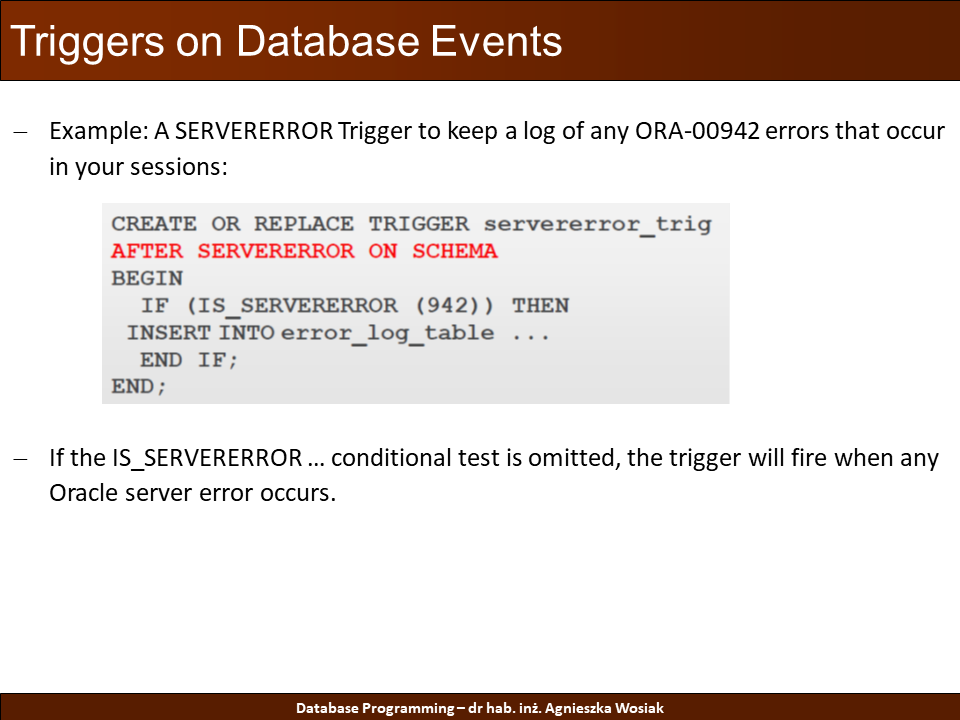 Triggers on Database Events
– Example: A SERVERERROR Trigger to keep a log of any ORA-00942 errors that occur
in your sessions:
CREATE OR REPLACE TRIGGER servererror_trig
AFTER SERVERERROR ON SCHEMA
BEGIN
  IF (IS_SERVERERROR (942)) THEN
 INSERT INTO error_log_table ...
  END IF;
END;
– If the IS_SERVERERROR … conditional test is omitted, the trigger will fire when any
Oracle server error occurs.
Database Programming – dr hab. inż. Agnieszka Wosiak